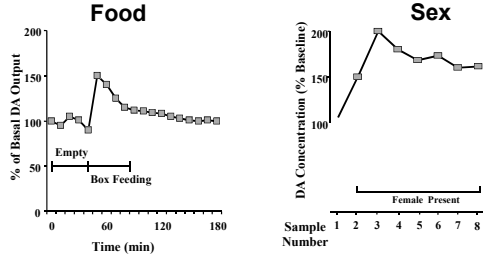 Food
% of Basal DA Output
200
150
100
50
0
Empty
Box Feeding
0
60
120
180
Time (min)
Sex
DA Concentration (% Baseline)
200
150
100
Female Present
Sample
Number
1 2 3 4 5 6 7 8